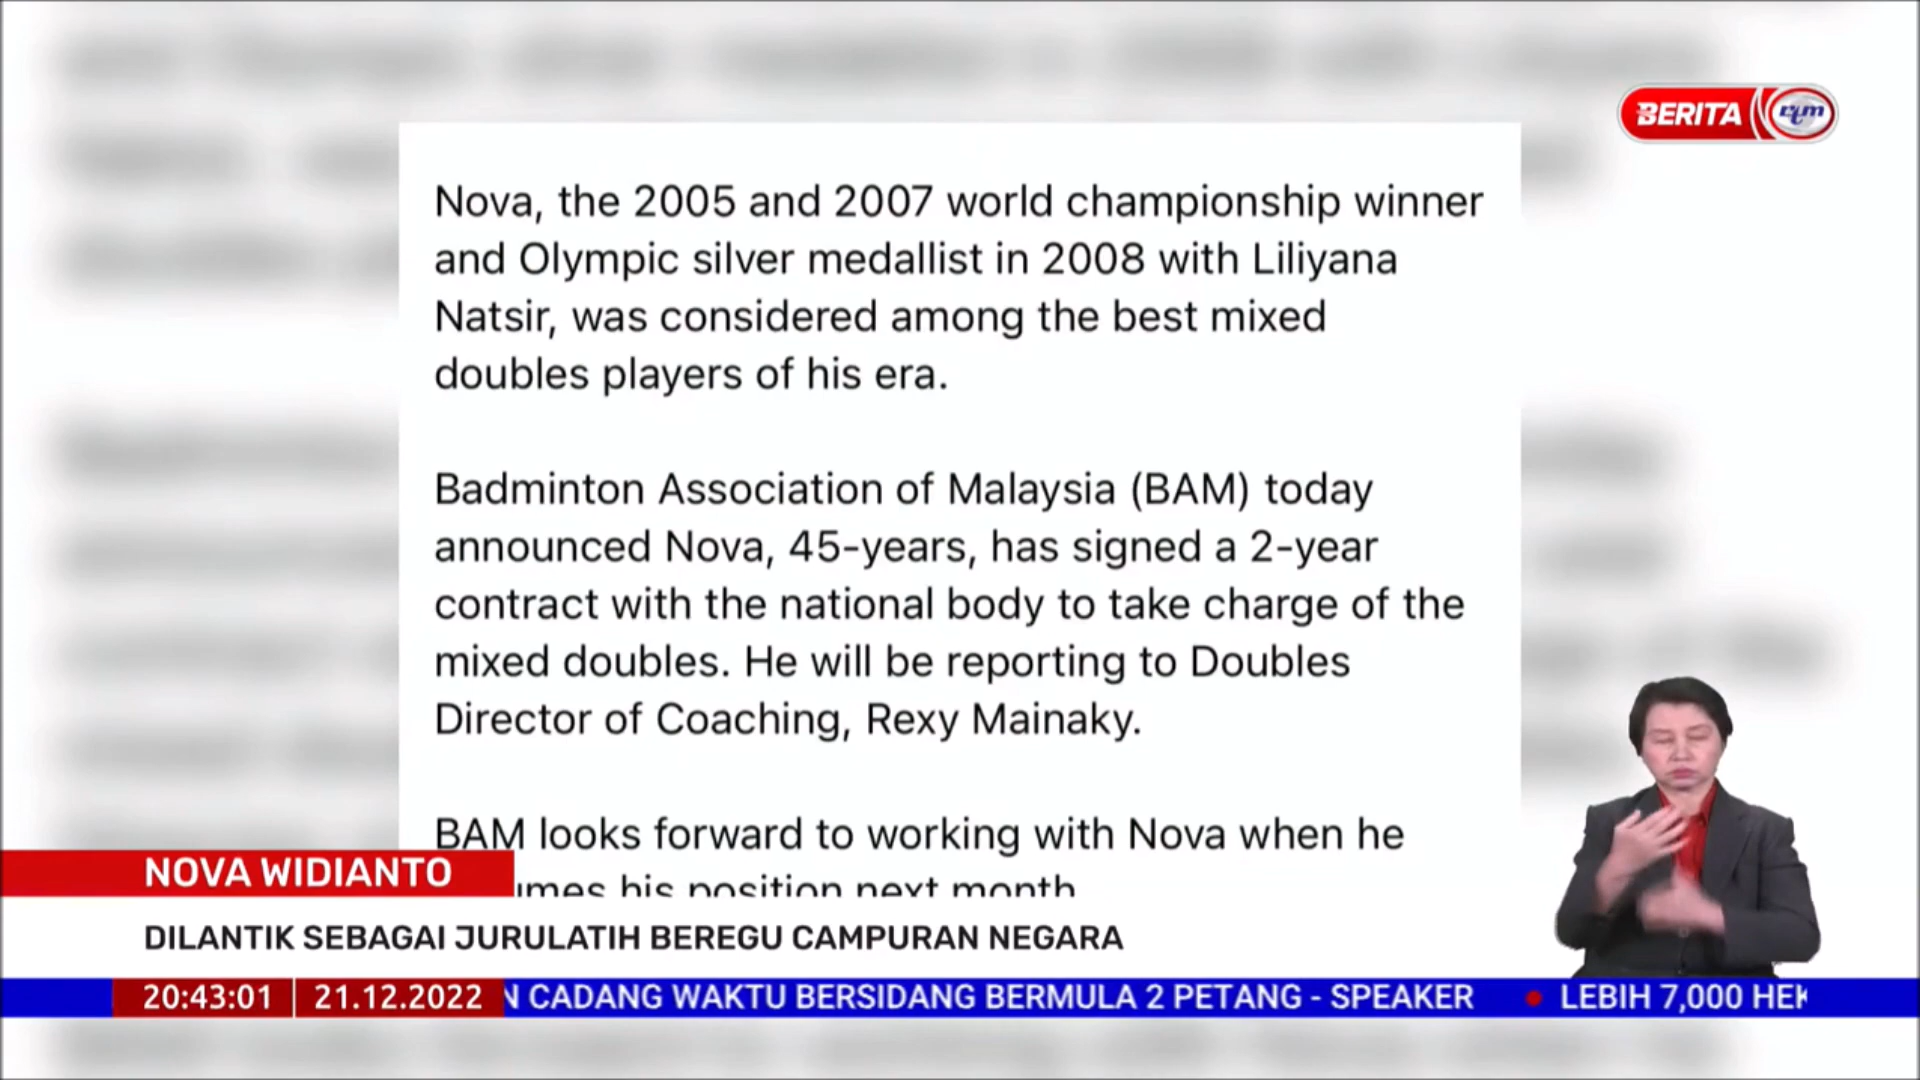 BERITA rtm
Nova, the 2005 and 2007 world championship winner
and Olympic silver medallist in 2008 with Liliyana
Natsir, was considered among the best mixed
doubles players of his era.
Badminton Association of Malaysia (BAM) today
announced Nova, 45-years, has signed a 2-year
contract with the national body to take charge of the
mixed doubles. He will be reporting to Doubles
Director of Coaching, Rexy Mainaky.
BAM looks forward to working with Nova when he
his position next month
NOVA WIDIANTO
DILANTIK SEBAGAI JURULATIH BEREGU CAMPURAN NEGARA
20:43:01 21.12.2022 N CADANG WAKTU BERSIDANG BERMULA 2 PETANG - SPEAKER • LEBIH 7,000